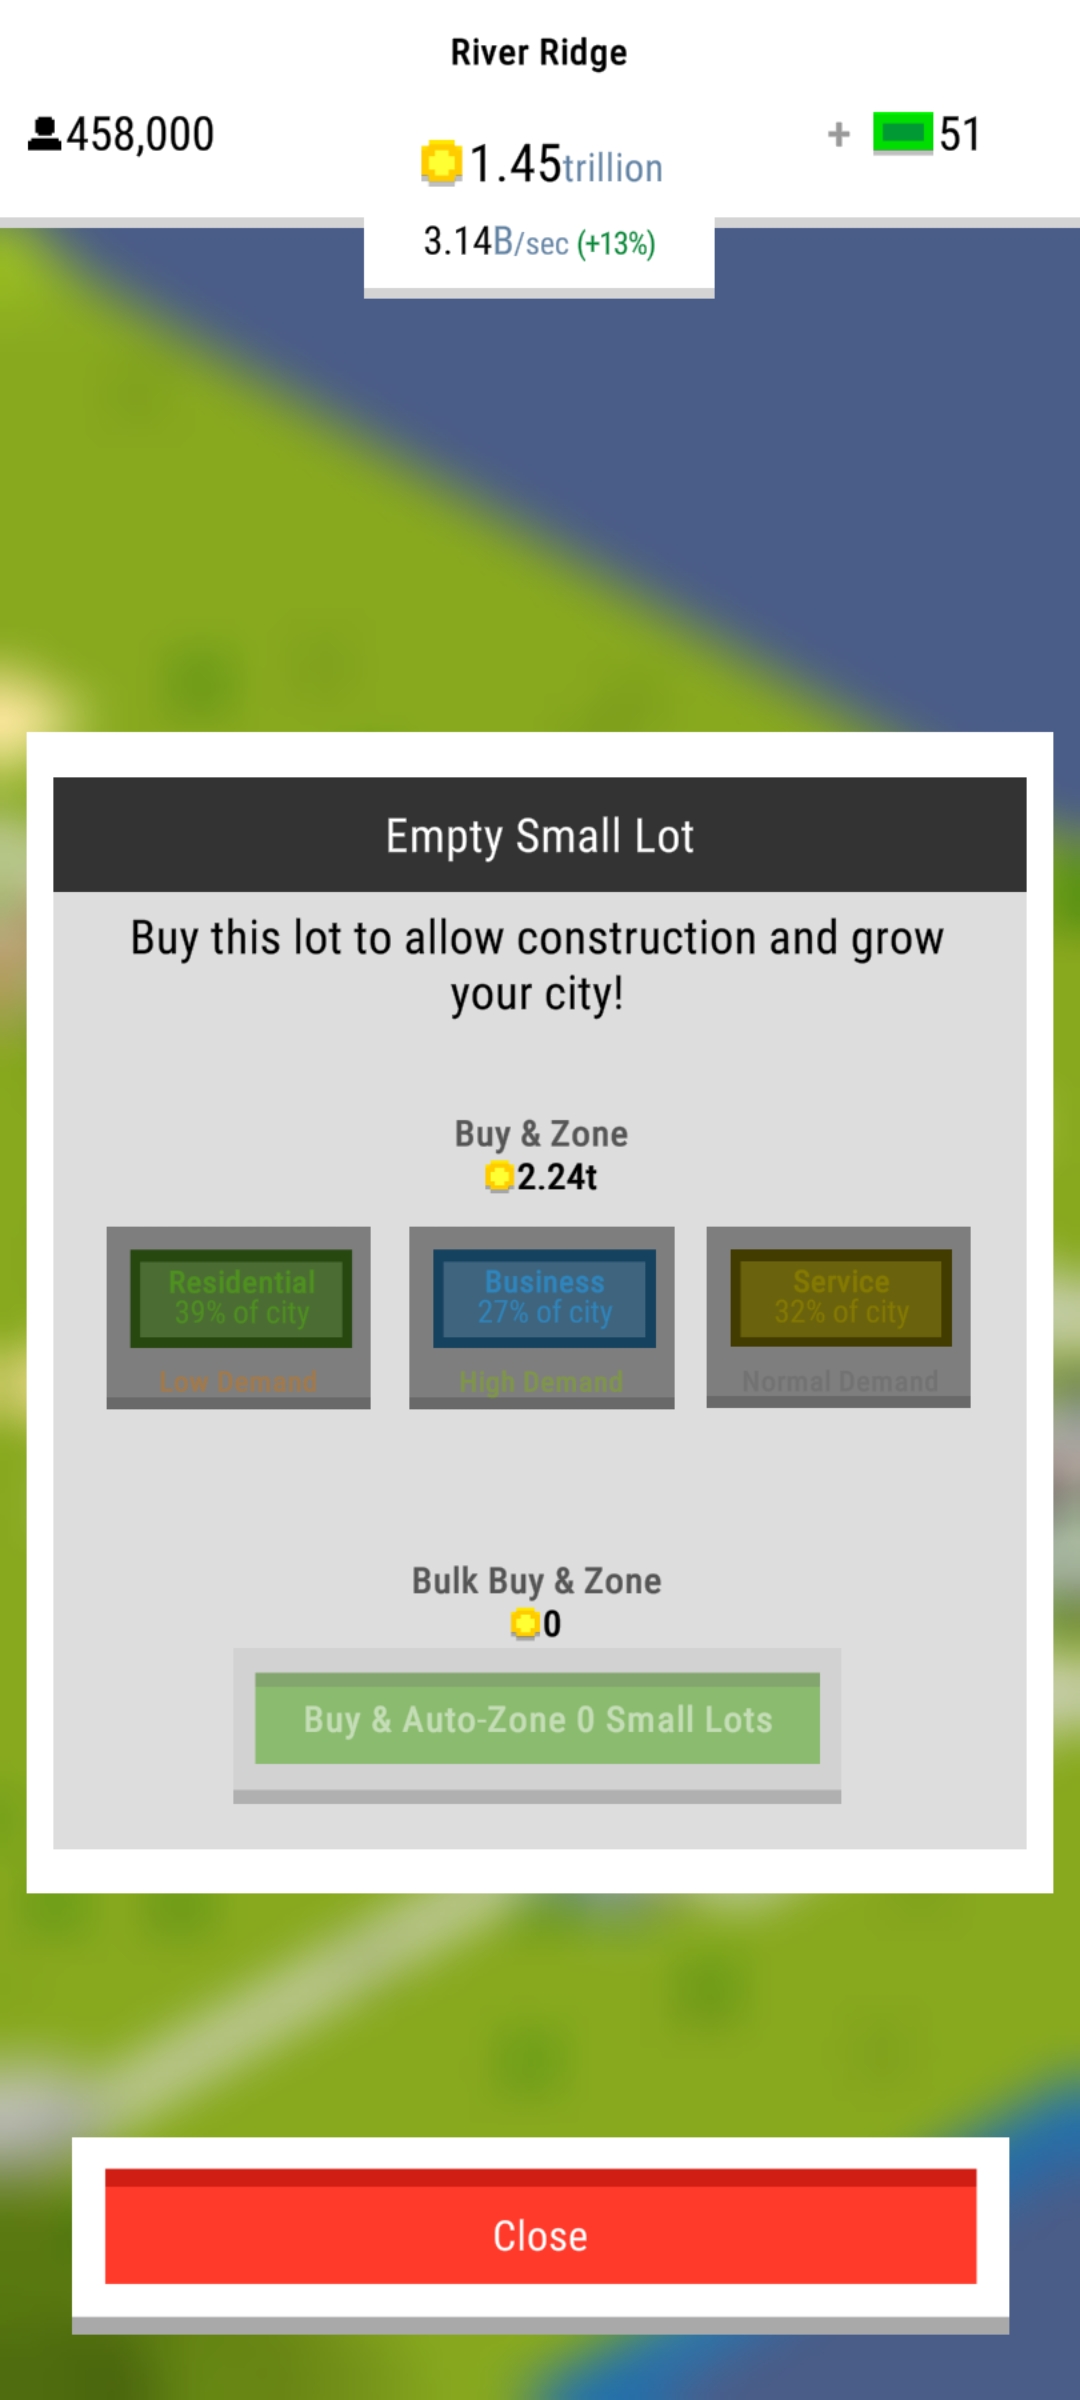 River Ridge
458,000
1.45trillion
+ 51
3.14B/sec (+13%)
Empty Small Lot
Buy this lot to allow construction and grow
your city!
Buy & Zone
2.24t
Residential
39% of city
Low Demand
Business
27% of city
High Demand
Service
32% of city
Normal Demand
Bulk Buy & Zone
0
Buy & Auto-Zone 0 Small Lots
Close